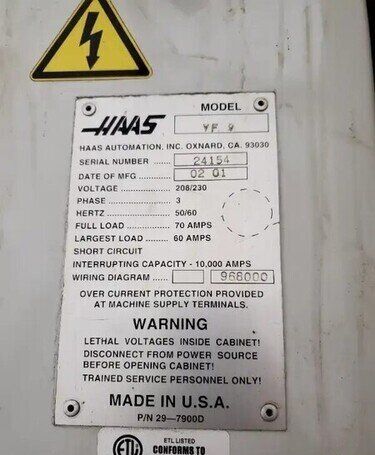 HAAS
MODEL
VF 9
HAAS AUTOMATION, INC. OXNARD, CA. 93030
SERIAL NUMBER ........... 24154
DATE OF MFG ............... 02 01
VOLTAGE ..................... 208/230
PHASE ......................... 3
HERTZ .......................... 50/60
FULL LOAD ................... 70 AMPS
LARGEST LOAD ............ 60 AMPS
SHORT CIRCUIT
INTERRUPTING CAPACITY - 10,000 AMPS
WIRING DIAGRAM ....... 968000
OVER CURRENT PROTECTION PROVIDED
AT MACHINE SUPPLY TERMINALS.
WARNING
LETHAL VOLTAGES INSIDE CABINET!
DISCONNECT FROM POWER SOURCE
BEFORE OPENING CABINET!
TRAINED SERVICE PERSONNEL ONLY!
MADE IN U.S.A.
P/N 29-7900D
ETL LISTED
CONFORMS TO
ETL